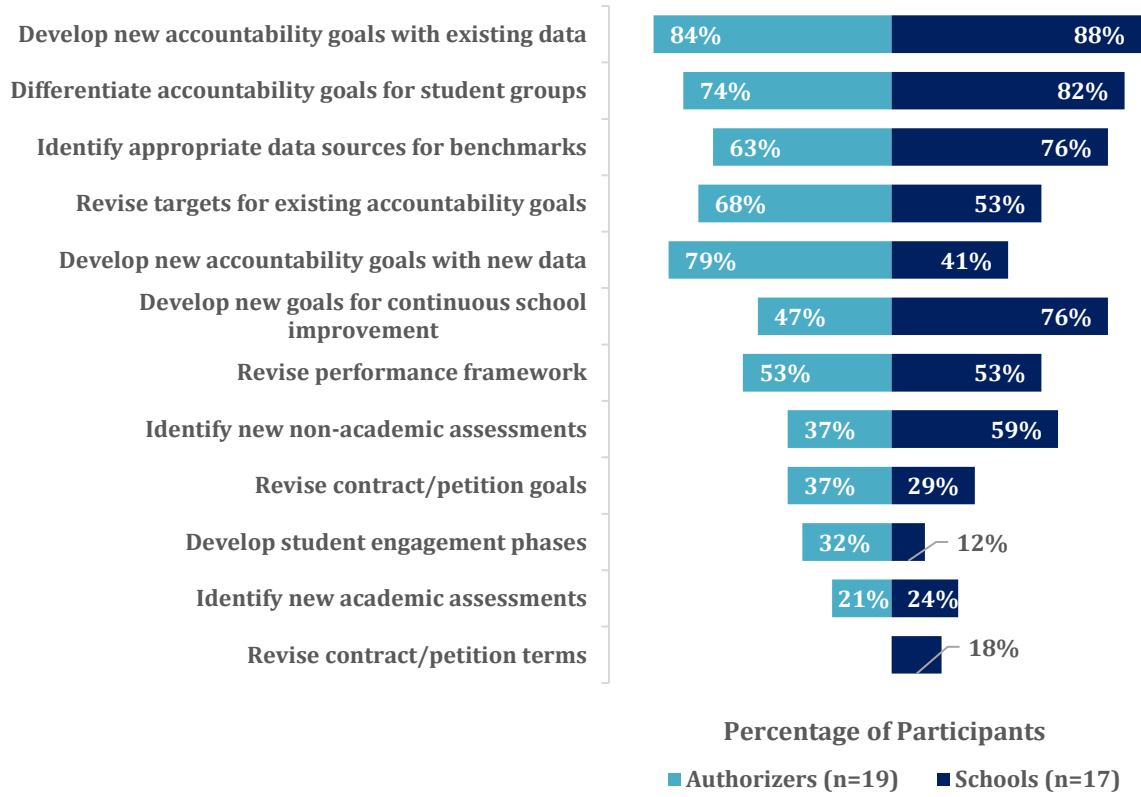 Develop new accountability goals with existing data 84% 88%
Differentiate accountability goals for student groups 74% 82%
Identify appropriate data sources for benchmarks 63% 76%
Revise targets for existing accountability goals 68% 53%
Develop new accountability goals with new data 79% 41%
Develop new goals for continuous school
improvement 47% 76%
Revise performance framework 53% 53%
Identify new non-academic assessments 37% 59%
Revise contract/petition goals 37% 29%
Develop student engagement phases 32% 12%
Identify new academic assessments 21% 24%
Revise contract/petition terms 18%
Percentage of Participants
Authorizers (n=19) Schools (n=17)